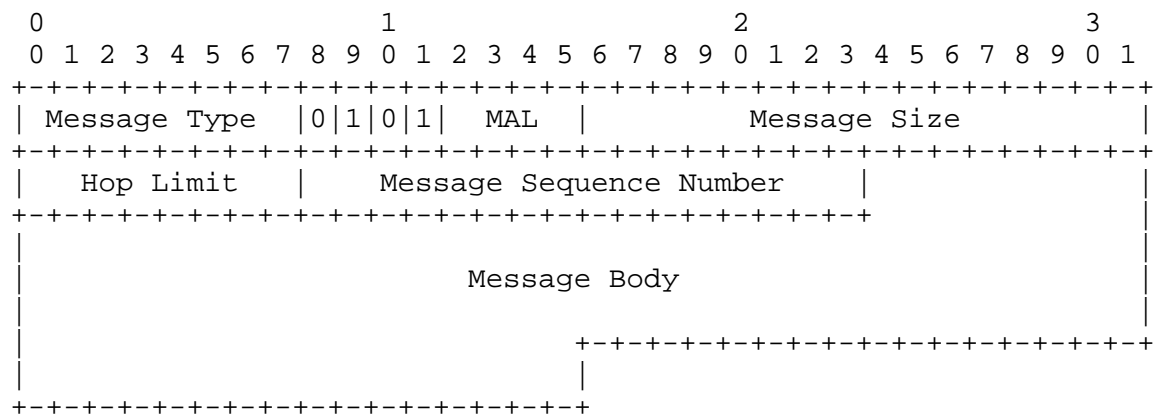 0                   1                   2                   3
 0 1 2 3 4 5 6 7 8 9 0 1 2 3 4 5 6 7 8 9 0 1 2 3 4 5 6 7 8 9 0 1
+-+-+-+-+-+-+-+-+-+-+-+-+-+-+-+-+-+-+-+-+-+-+-+-+-+-+-+-+-+-+-+-+
| Message Type  |0|1|0|1|  MAL  |         Message Size          |
+-+-+-+-+-+-+-+-+-+-+-+-+-+-+-+-+-+-+-+-+-+-+-+-+-+-+-+-+-+-+-+-+
|   Hop Limit   |    Message Sequence Number    |               |
+-+-+-+-+-+-+-+-+-+-+-+-+-+-+-+-+-+-+-+-+-+-+-+-+               |
|                                                               |
|                         Message Body                          |
|                                                               |
|                               +-+-+-+-+-+-+-+-+-+-+-+-+-+-+-+-+
|                               |
+-+-+-+-+-+-+-+-+-+-+-+-+-+-+-+-+